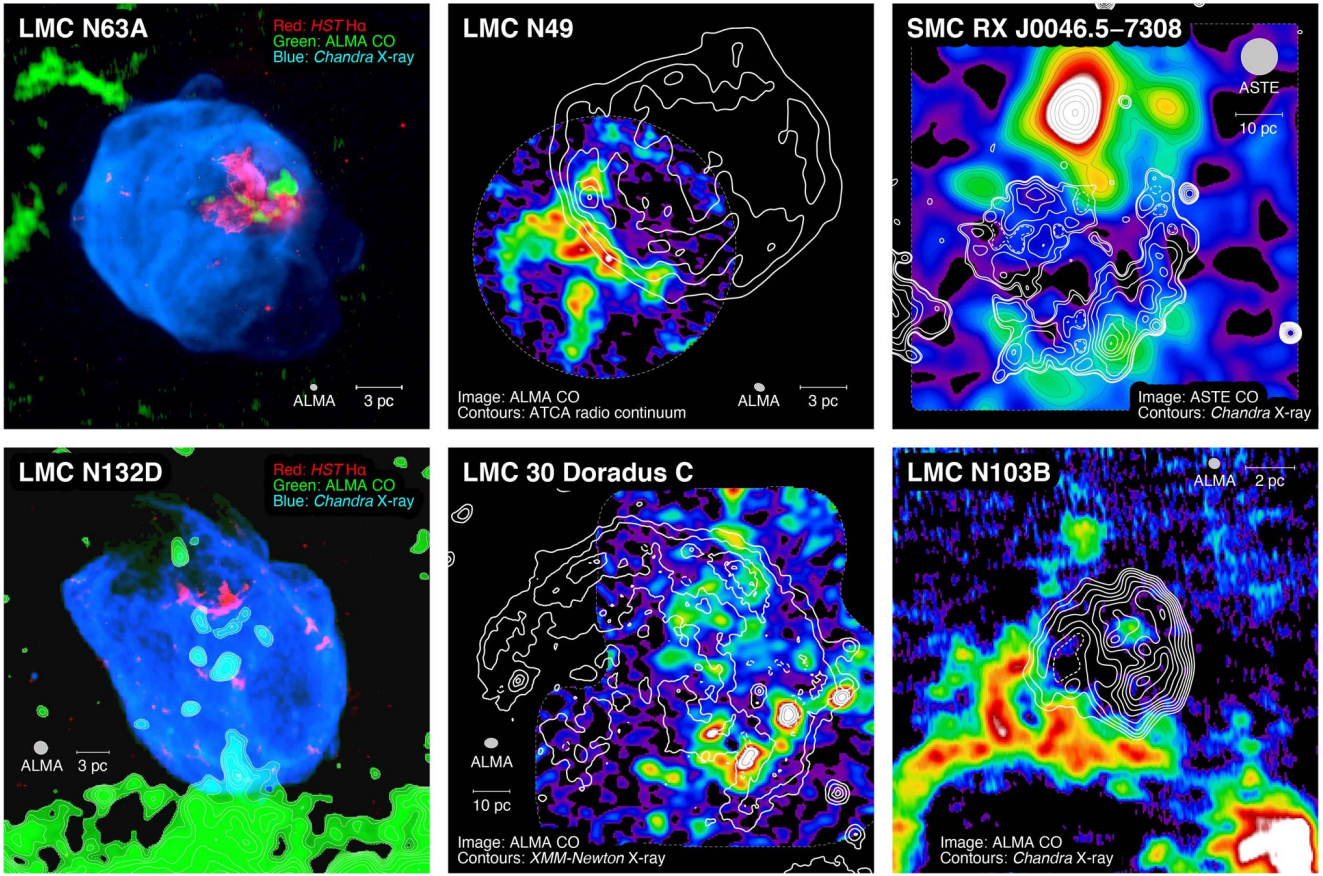 LMC N63A
Red: HST Hα
Green: ALMA CO
Blue: Chandra X-ray
ALMA
3 pc
LMC N49
Image: ALMA CO
Contours: ATCA radio continuum
ALMA
3 pc
SMC RX J0046.5−7308
ASTE
10 pc
Image: ASTE CO
Contours: Chandra X-ray
LMC N132D
Red: HST Hα
Green: ALMA CO
Blue: Chandra X-ray
ALMA
3 pc
LMC 30 Doradus C
ALMA
10 pc
Image: ALMA CO
Contours: XMM-Newton X-ray
LMC N103B
ALMA
2 pc
Image: ALMA CO
Contours: Chandra X-ray